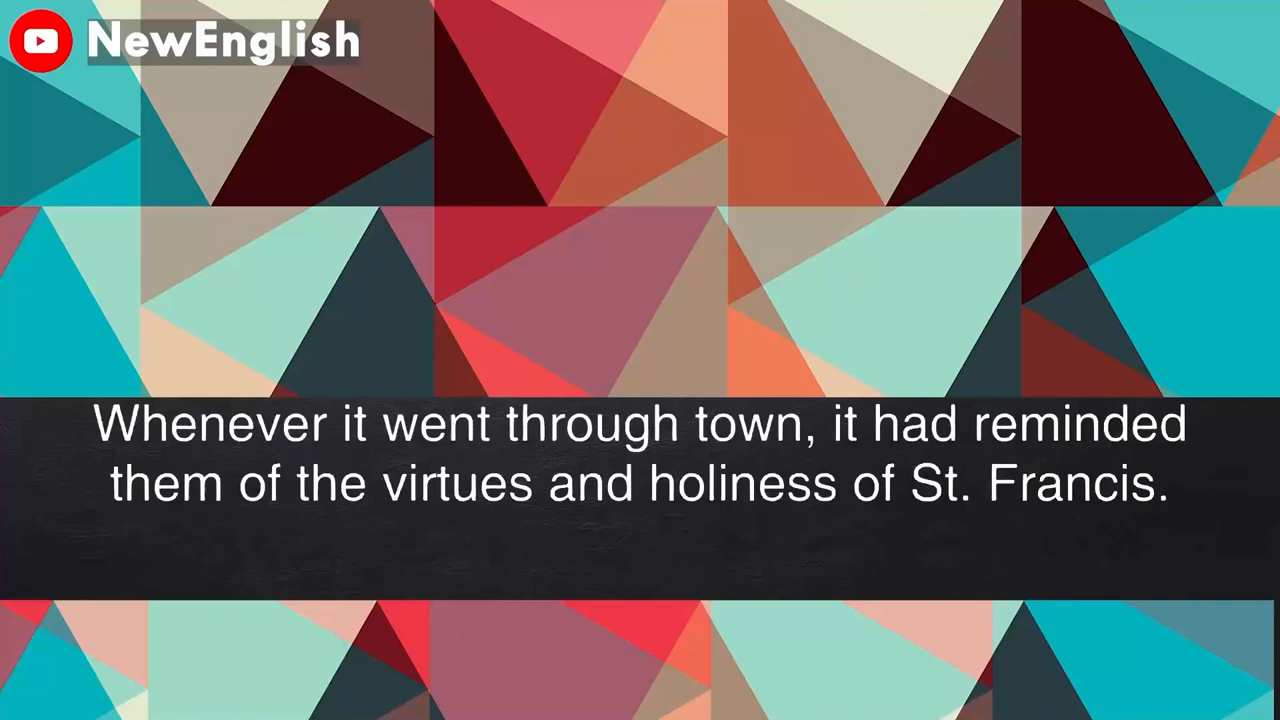 NewEnglish
Whenever it went through town, it had reminded
them of the virtues and holiness of St. Francis.